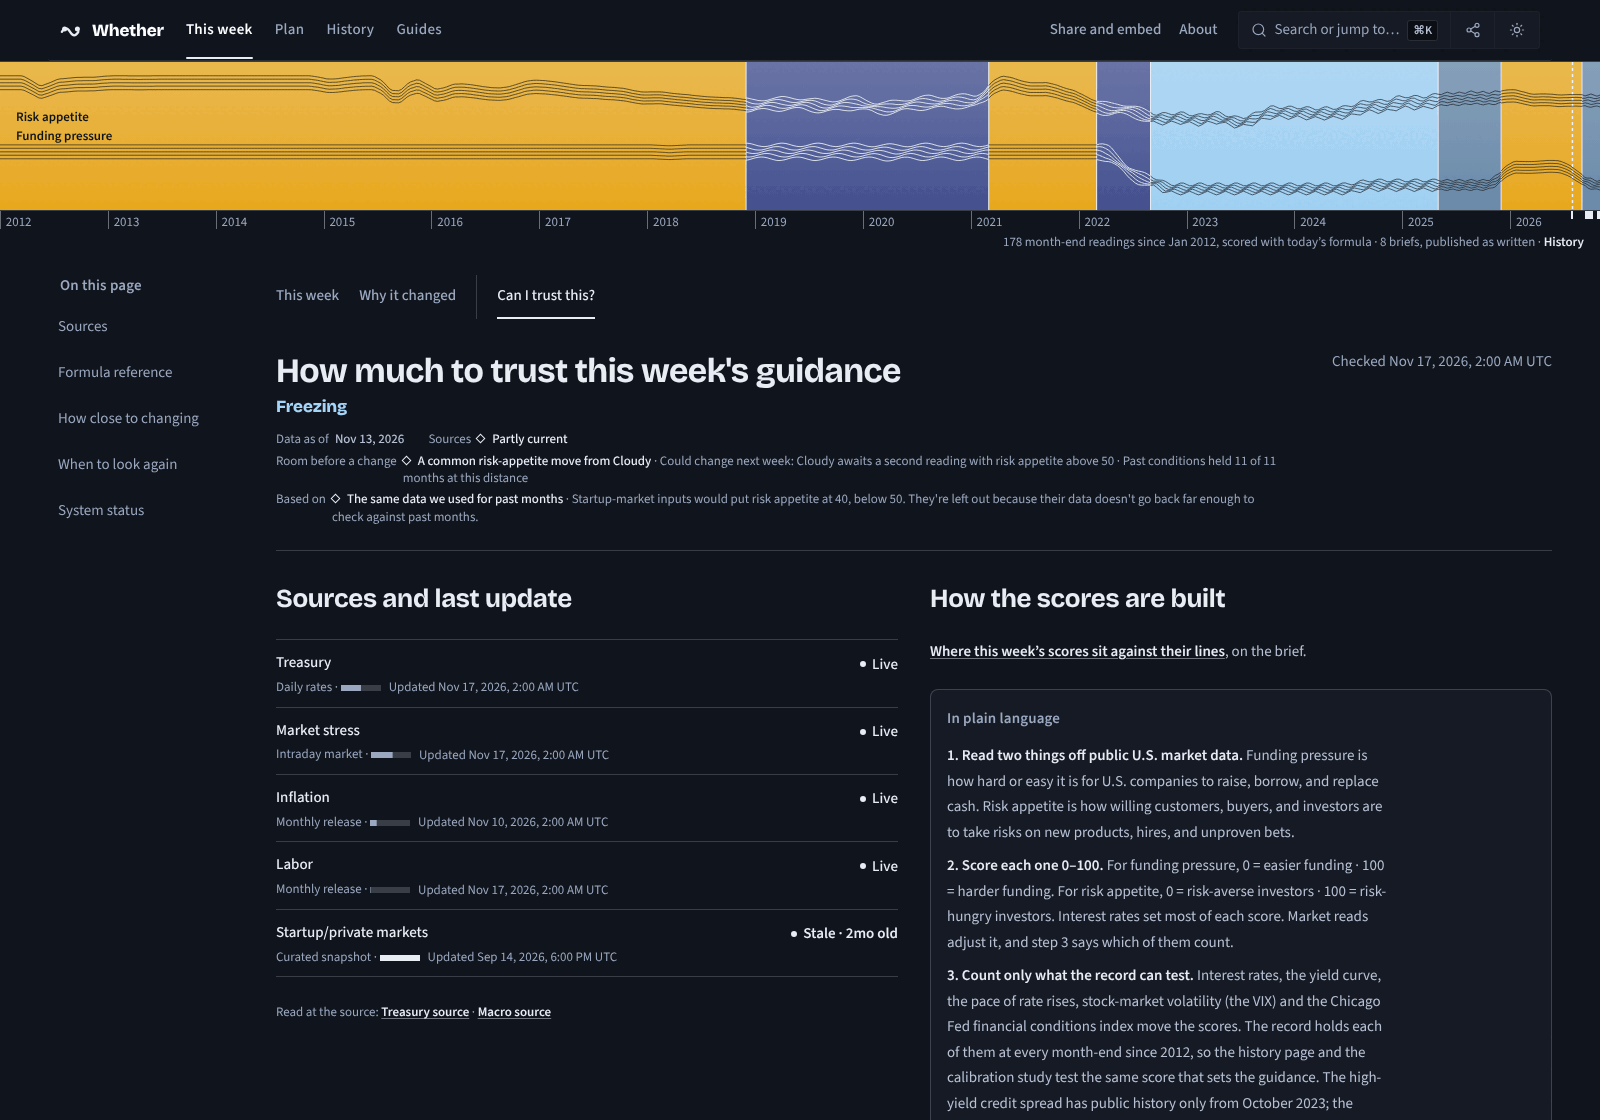 Whether
This week
Plan
History
Guides
Share and embed
About
Search or jump to…
⌘K
Risk appetite
Funding pressure
2012
2013
2014
2015
2016
2017
2018
2019
2020
2021
2022
2023
2024
2025
2026
178 month-end readings since Jan 2012, scored with today's formula · 8 briefs, published as written · History
On this page
Sources
Formula reference
How close to changing
When to look again
System status
This week
Why it changed
Can I trust this?
How much to trust this week's guidance
Checked Nov 17, 2026, 2:00 AM UTC
Freezing
Data as of Nov 13, 2026 Sources ◇ Partly current
Room before a change ◇ A common risk-appetite move from Cloudy · Could change next week: Cloudy awaits a second reading with risk appetite above 50 · Past conditions held 11 of 11
months at this distance
Based on ◇ The same data we used for past months · Startup-market inputs would put risk appetite at 40, below 50. They're left out because their data doesn't go back far enough to
check against past months.
Sources and last update
Treasury
Live
Daily rates · Updated Nov 17, 2026, 2:00 AM UTC
Market stress
Live
Intraday market · Updated Nov 17, 2026, 2:00 AM UTC
Inflation
Live
Monthly release · Updated Nov 10, 2026, 2:00 AM UTC
Labor
Live
Monthly release · Updated Nov 17, 2026, 2:00 AM UTC
Startup/private markets
Stale · 2mo old
Curated snapshot · Updated Sep 14, 2026, 6:00 PM UTC
Read at the source: Treasury source · Macro source
How the scores are built
Where this week's scores sit against their lines, on the brief.
In plain language
1. Read two things off public U.S. market data. Funding pressure is
how hard or easy it is for U.S. companies to raise, borrow, and replace
cash. Risk appetite is how willing customers, buyers, and investors are
to take risks on new products, hires, and unproven bets.
2. Score each one 0–100. For funding pressure, 0 = easier funding · 100
= harder funding. For risk appetite, 0 = risk-averse investors · 100 = risk-
hungry investors. Interest rates set most of each score. Market reads
adjust it, and step 3 says which of them count.
3. Count only what the record can test. Interest rates, the yield curve,
the pace of rate rises, stock-market volatility (the VIX) and the Chicago
Fed financial conditions index move the scores. The record holds each
of them at every month-end since 2012, so the history page and the
calibration study test the same score that sets the guidance. The high-
yield credit spread has public history only from October 2023; the